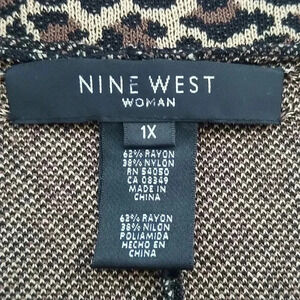 NINE WEST
WOMAN
1X
62% RAYON
38% NYLON
RN 54050
CA 08349
MADE IN
CHINA
62% RAYON
38% NILON
POLIAMIDA
HECHO EN
CHINA